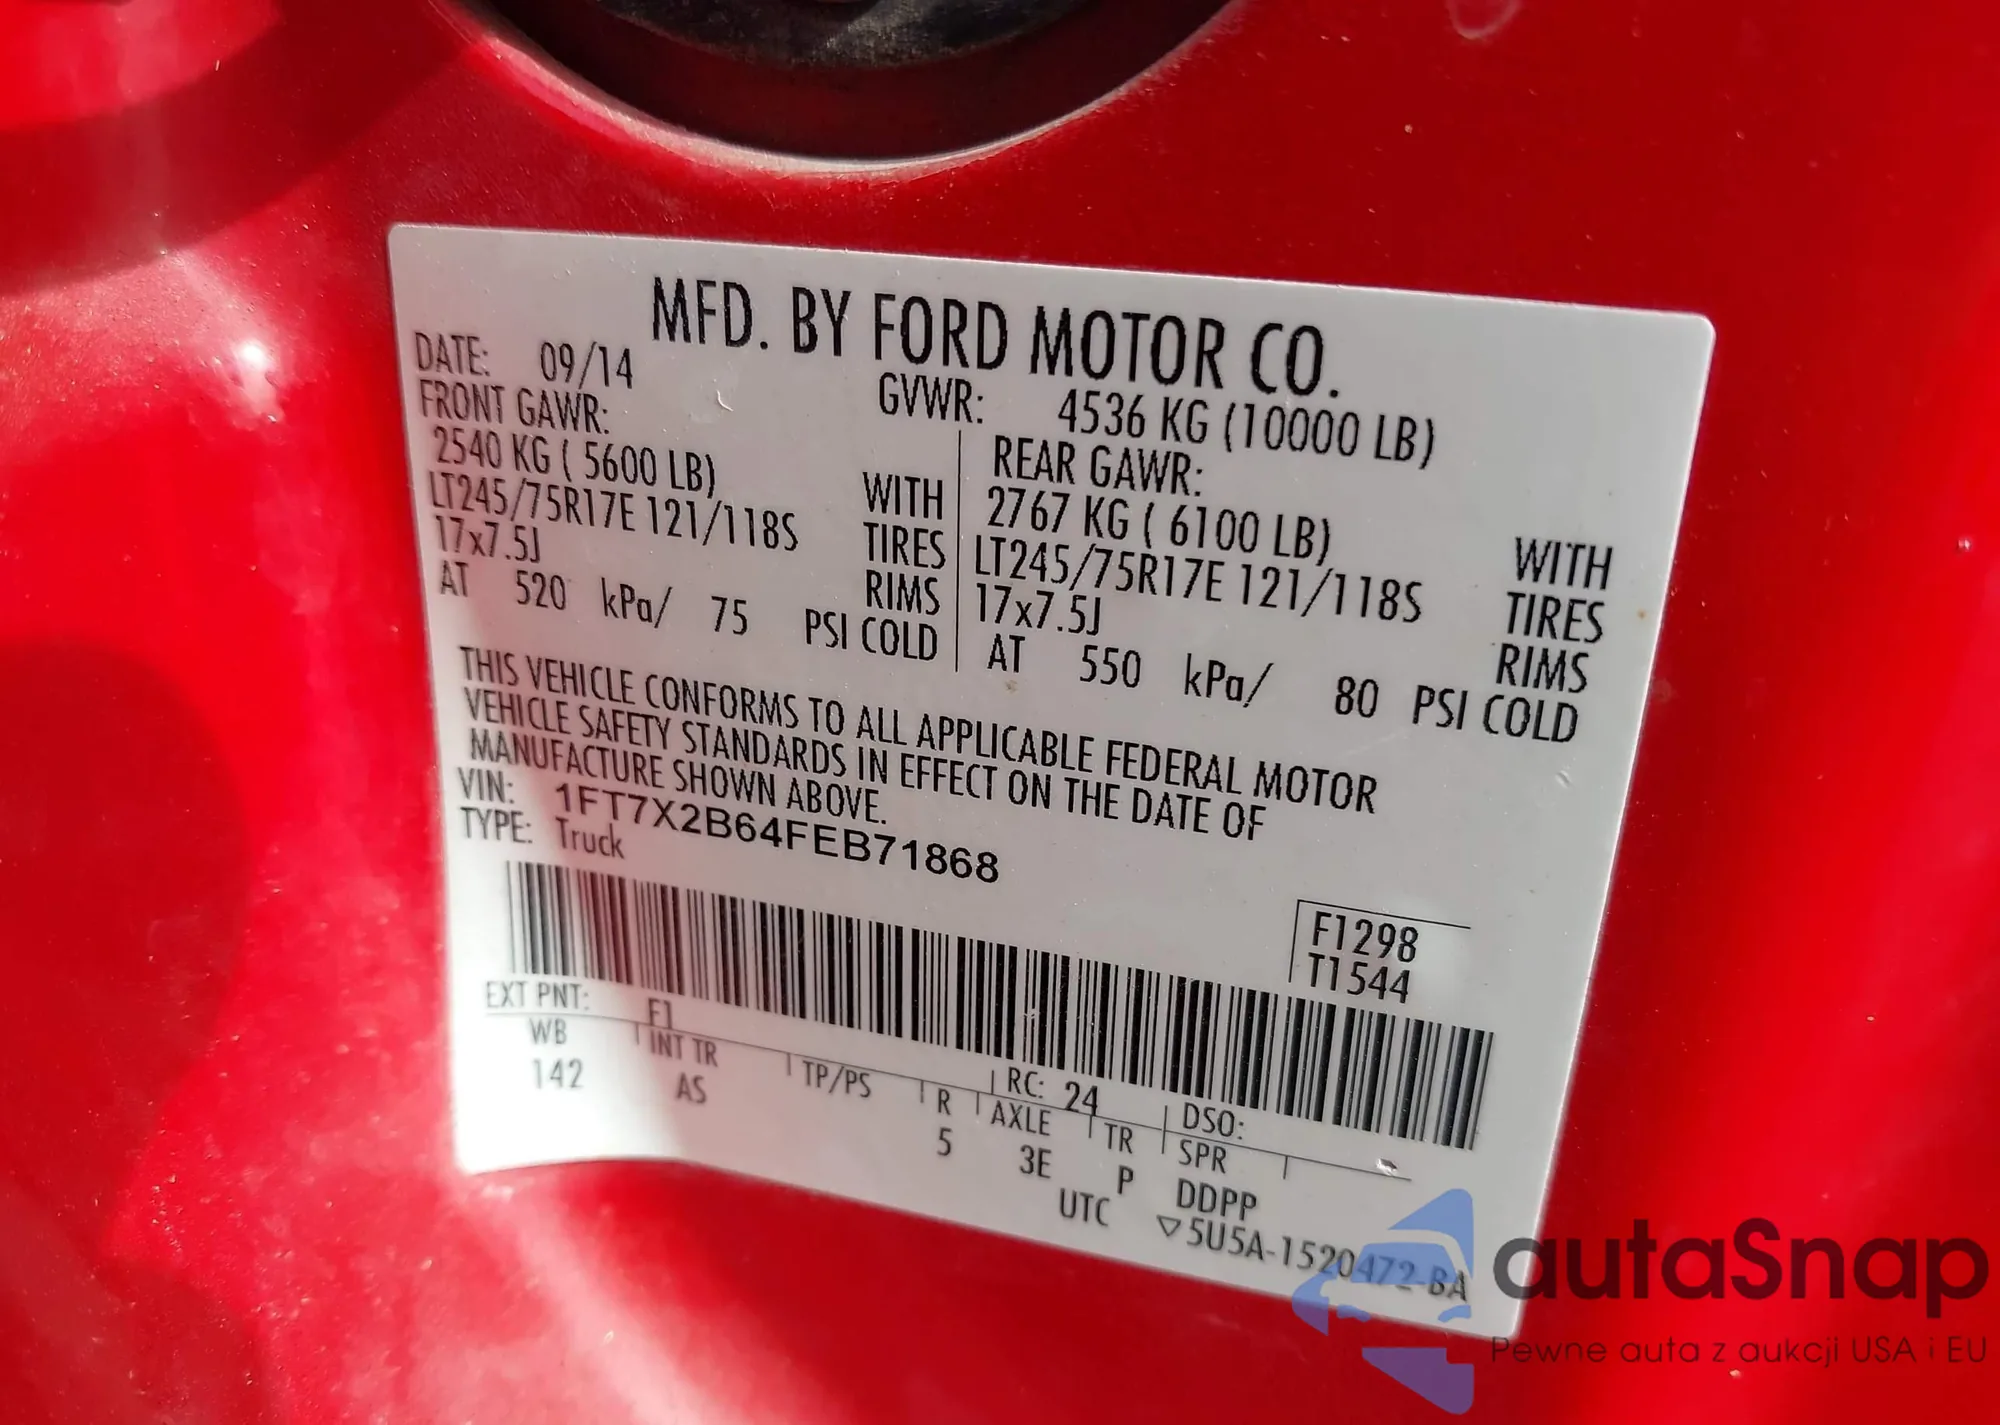 MFD. BY FORD MOTOR CO.
DATE: 09/14 GVWR: 4536 KG (10000 LB)
FRONT GAWR: REAR GAWR:
2540 KG ( 5600 LB) WITH 2767 KG ( 6100 LB) WITH
LT245/75R17E 121/118S TIRES LT245/75R17E 121/118S TIRES
17x7.5J RIMS 17x7.5J RIMS
AT 520 kPa/ 75 PSI COLD AT 550 kPa/ 80 PSI COLD
THIS VEHICLE CONFORMS TO ALL APPLICABLE FEDERAL MOTOR
VEHICLE SAFETY STANDARDS IN EFFECT ON THE DATE OF
MANUFACTURE SHOWN ABOVE.
VIN: 1FT7X2B64FEB71868
TYPE: Truck
F1298
T1544
EXT PNT: F1 RC: 24 DSO:
WB INT TR TP/PS R AXLE TR SPR
142 AS 5 3E P DDPP
UTC ▽5U5A-1520472-BA
autaSnap
Pewne auta z aukcji USA i EU